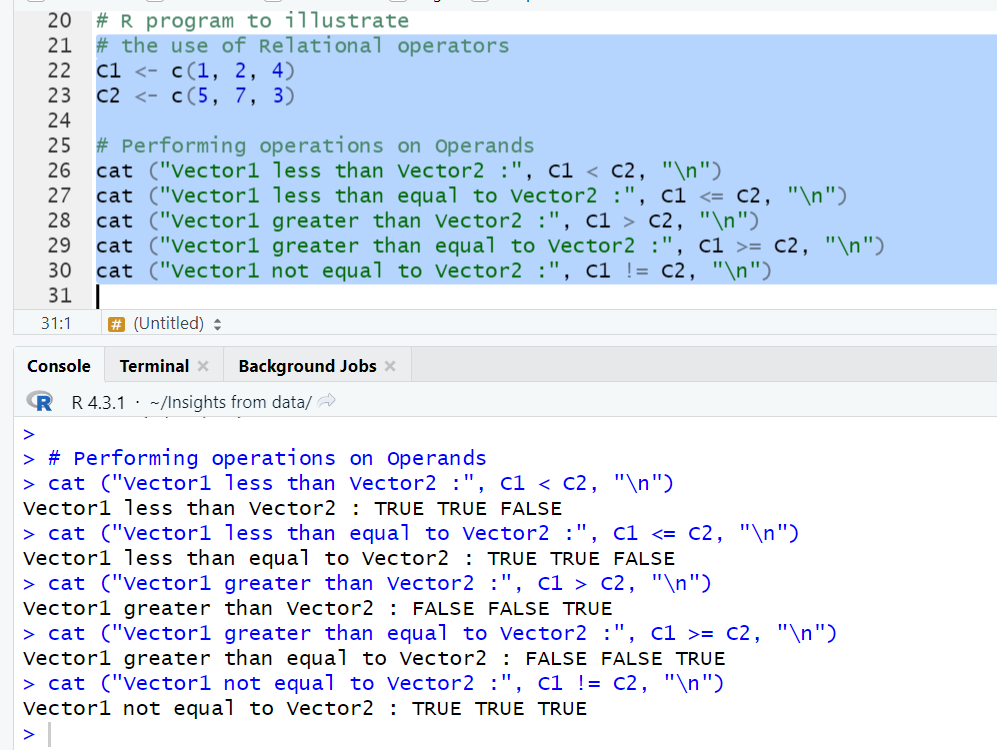 20 # R program to illustrate
21 # the use of Relational operators
22 C1 <- c(1, 2, 4)
23 C2 <- c(5, 7, 3)
24
25 # Performing operations on Operands
26 cat ("Vector1 less than Vector2 :", C1 < C2, "\n")
27 cat ("Vector1 less than equal to Vector2 :", C1 <= C2, "\n")
28 cat ("Vector1 greater than Vector2 :", C1 > C2, "\n")
29 cat ("Vector1 greater than equal to Vector2 :", C1 >= C2, "\n")
30 cat ("Vector1 not equal to Vector2 :", C1 != C2, "\n")
31
31:1 # (Untitled)
Console Terminal Background Jobs
R R 4.3.1 · ~/Insights from data/
>
> # Performing operations on Operands
> cat ("Vector1 less than Vector2 :", C1 < C2, "\n")
Vector1 less than Vector2 : TRUE TRUE FALSE
> cat ("Vector1 less than equal to Vector2 :", C1 <= C2, "\n")
Vector1 less than equal to Vector2 : TRUE TRUE FALSE
> cat ("Vector1 greater than Vector2 :", C1 > C2, "\n")
Vector1 greater than Vector2 : FALSE FALSE TRUE
> cat ("Vector1 greater than equal to Vector2 :", C1 >= C2, "\n")
Vector1 greater than equal to Vector2 : FALSE FALSE TRUE
> cat ("Vector1 not equal to Vector2 :", C1 != C2, "\n")
Vector1 not equal to Vector2 : TRUE TRUE TRUE
>